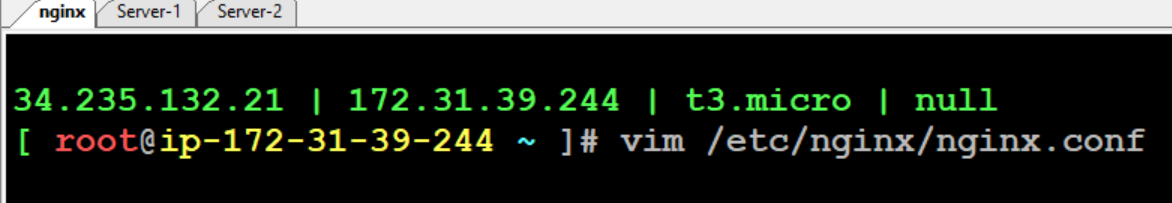 nginx Server-1 Server-2
34.235.132.21 | 172.31.39.244 | t3.micro | null
[ root@ip-172-31-39-244 ~ ]# vim /etc/nginx/nginx.conf